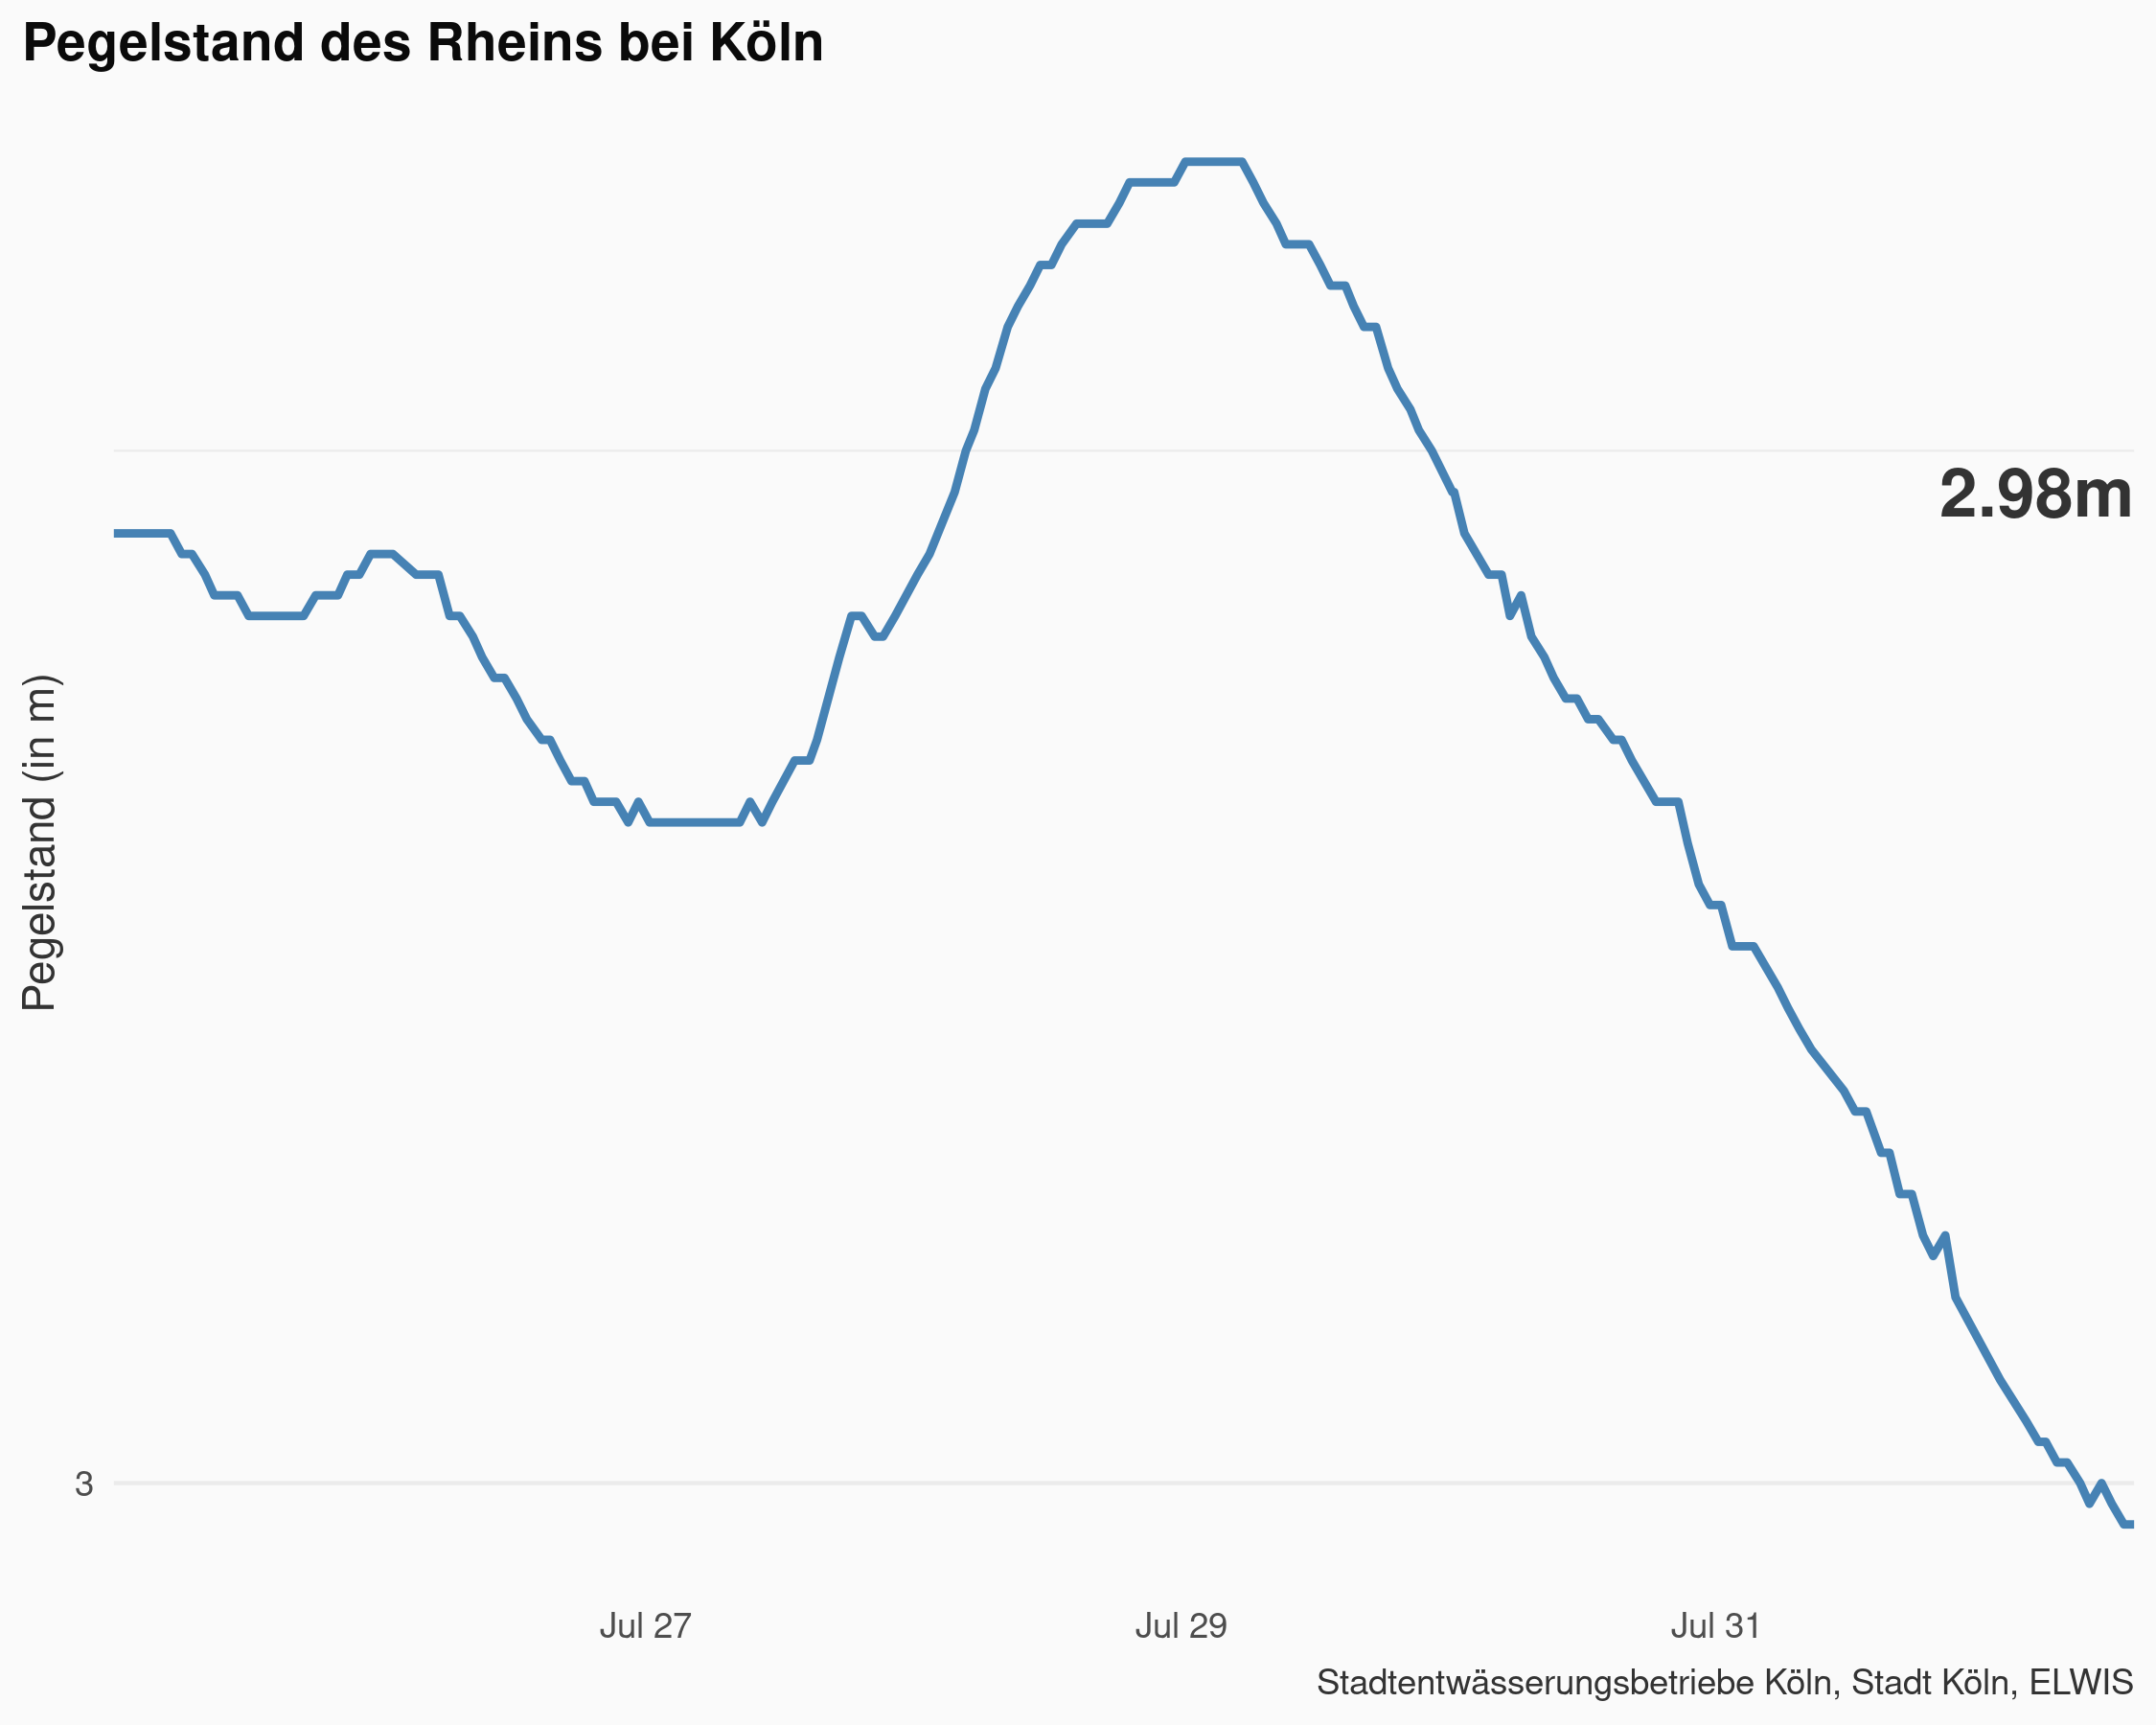 Pegelstand des Rheins bei Köln
2.98m
Pegelstand (in m)
3
Jul 27
Jul 29
Jul 31
Stadtentwässerungsbetriebe Köln, Stadt Köln, ELWIS